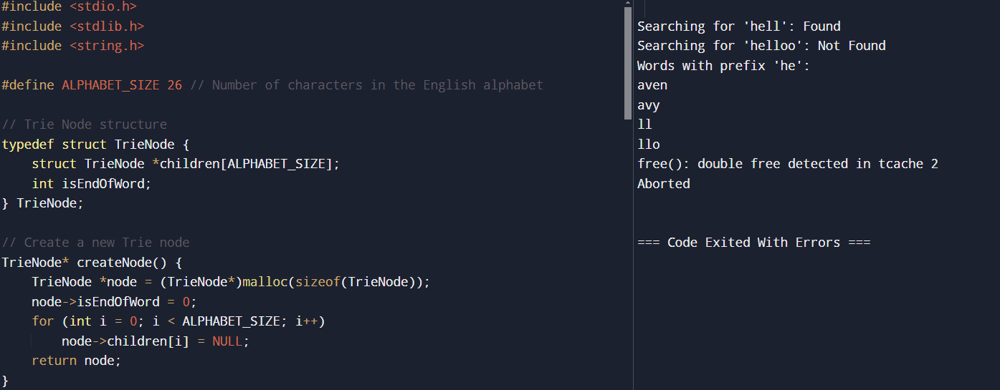 #include <stdio.h>
#include <stdlib.h>
#include <string.h>
#define ALPHABET_SIZE 26 // Number of characters in the English alphabet
// Trie Node structure
typedef struct TrieNode {
    struct TrieNode *children[ALPHABET_SIZE];
    int isEndOfWord;
} TrieNode;
// Create a new Trie node
TrieNode* createNode() {
    TrieNode *node = (TrieNode*)malloc(sizeof(TrieNode));
    node->isEndOfWord = 0;
    for (int i = 0; i < ALPHABET_SIZE; i++)
        node->children[i] = NULL;
    return node;
}
Searching for 'hell': Found
Searching for 'helloo': Not Found
Words with prefix 'he':
aven
avy
ll
llo
free(): double free detected in tcache 2
Aborted
=== Code Exited With Errors ===